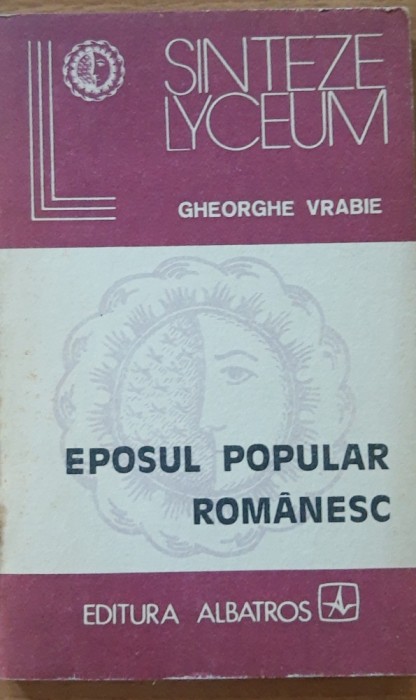 SINTEZE
LYCEUM
GHEORGHE VRABIE
EPOSUL POPULAR
ROMÂNESC
EDITURA ALBATROS